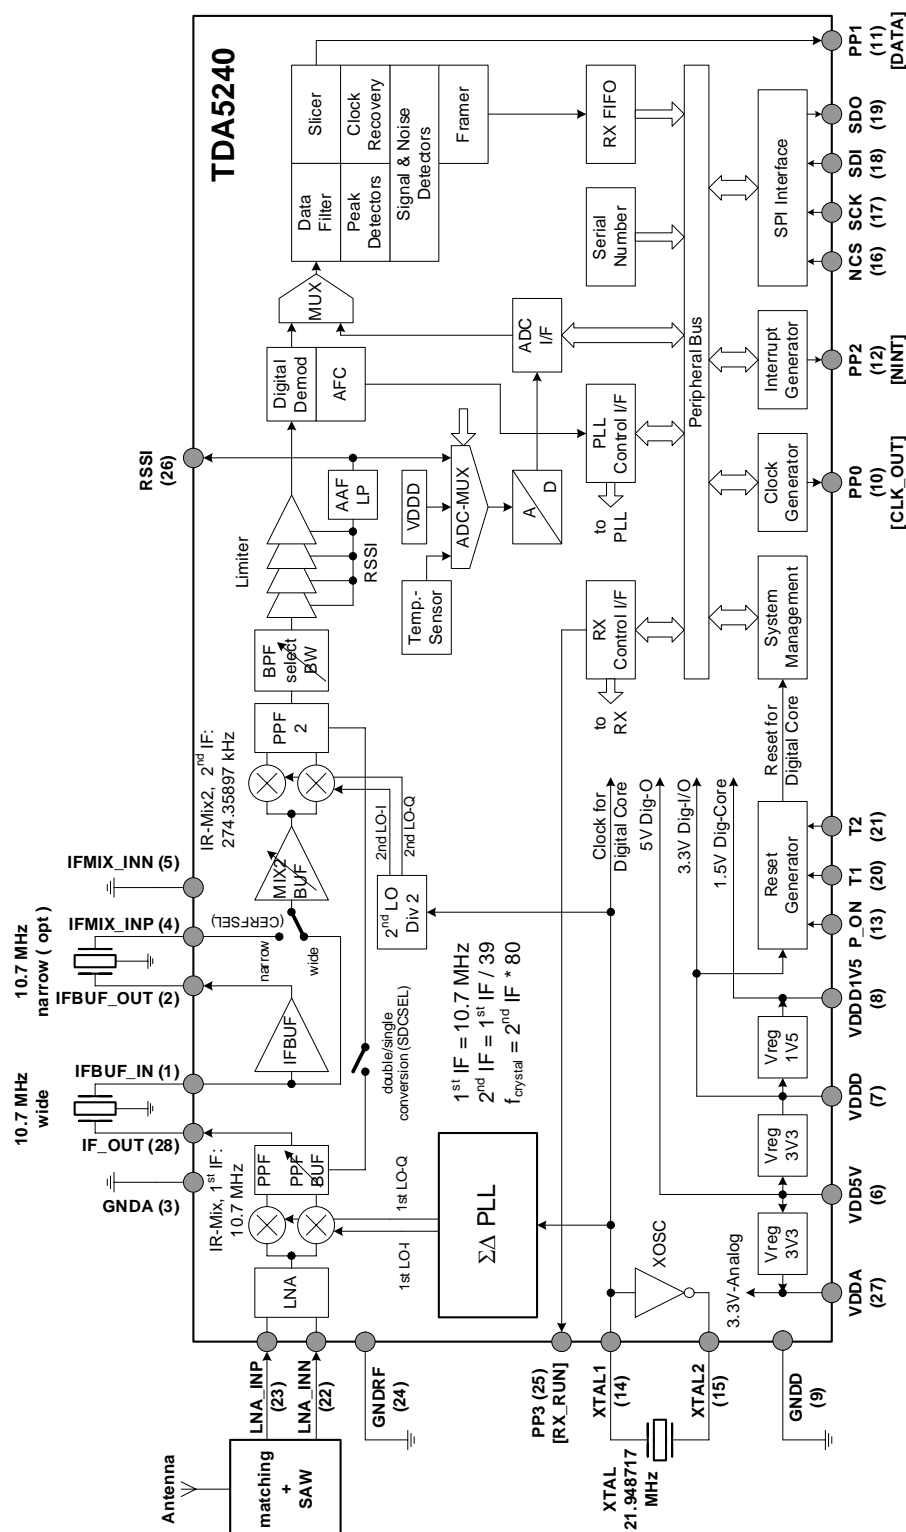 TDA5240
Antenna
matching
+
SAW
LNA_INP
(23)
LNA_INN
(22)
GNDRF
(24)
PP3 (25)
[RX_RUN]
XTAL1
(14)
XTAL
21.948717
MHz
XTAL2
(15)
GNDD
(9)
GNDA (3)
IF_OUT (28)
10.7 MHz
wide
IFBUF_IN (1)
IFBUF_OUT (2)
10.7 MHz
narrow ( opt )
IFMIX_INP (4)
IFMIX_INN (5)
RSSI
(26)
LNA
IR-Mix, 1st IF:
10.7 MHz
PPF
PPF
BUF
1st LO-I
1st LO-Q
ΣΔ PLL
IFBUF
double/single
conversion (SDCSEL)
narrow
wide
(CERFSEL)
MIX2
BUF
IR-Mix2, 2nd IF:
274.35897 kHz
2nd LO-I
2nd LO-Q
2nd LO
Div 2
PPF
2
BPF
select
BW
Limiter
RSSI
AAF
LP
Digital
Demod
AFC
MUX
Data
Filter
Slicer
Peak
Detectors
Clock
Recovery
Signal & Noise
Detectors
Framer
1st IF = 10.7 MHz
2nd IF = 1st IF / 39
fcrystal = 2nd IF * 80
Temp.-
Sensor
VDDD
ADC-MUX
A
D
ADC
I/F
XOSC
Clock for
Digital Core
5V Dig-O
3.3V Dig-I/O
1.5V Dig-Core
to
RX
RX
Control I/F
to
PLL
PLL
Control I/F
Serial
Number
RX FIFO
Peripheral Bus
3.3V-Analog
Vreg
3V3
Vreg
3V3
Vreg
1V5
Reset
Generator
Reset for
Digital Core
System
Management
Clock
Generator
Interrupt
Generator
SPI Interface
VDDA
(27)
VDD5V
(6)
VDDD
(7)
VDDD1V5
(8)
P_ON
(13)
T1
(20)
T2
(21)
PP0
(10)
[CLK_OUT]
PP2
(12)
[NINT]
NCS
(16)
SCK
(17)
SDI
(18)
SDO
(19)
PP1
(11)
[DATA]